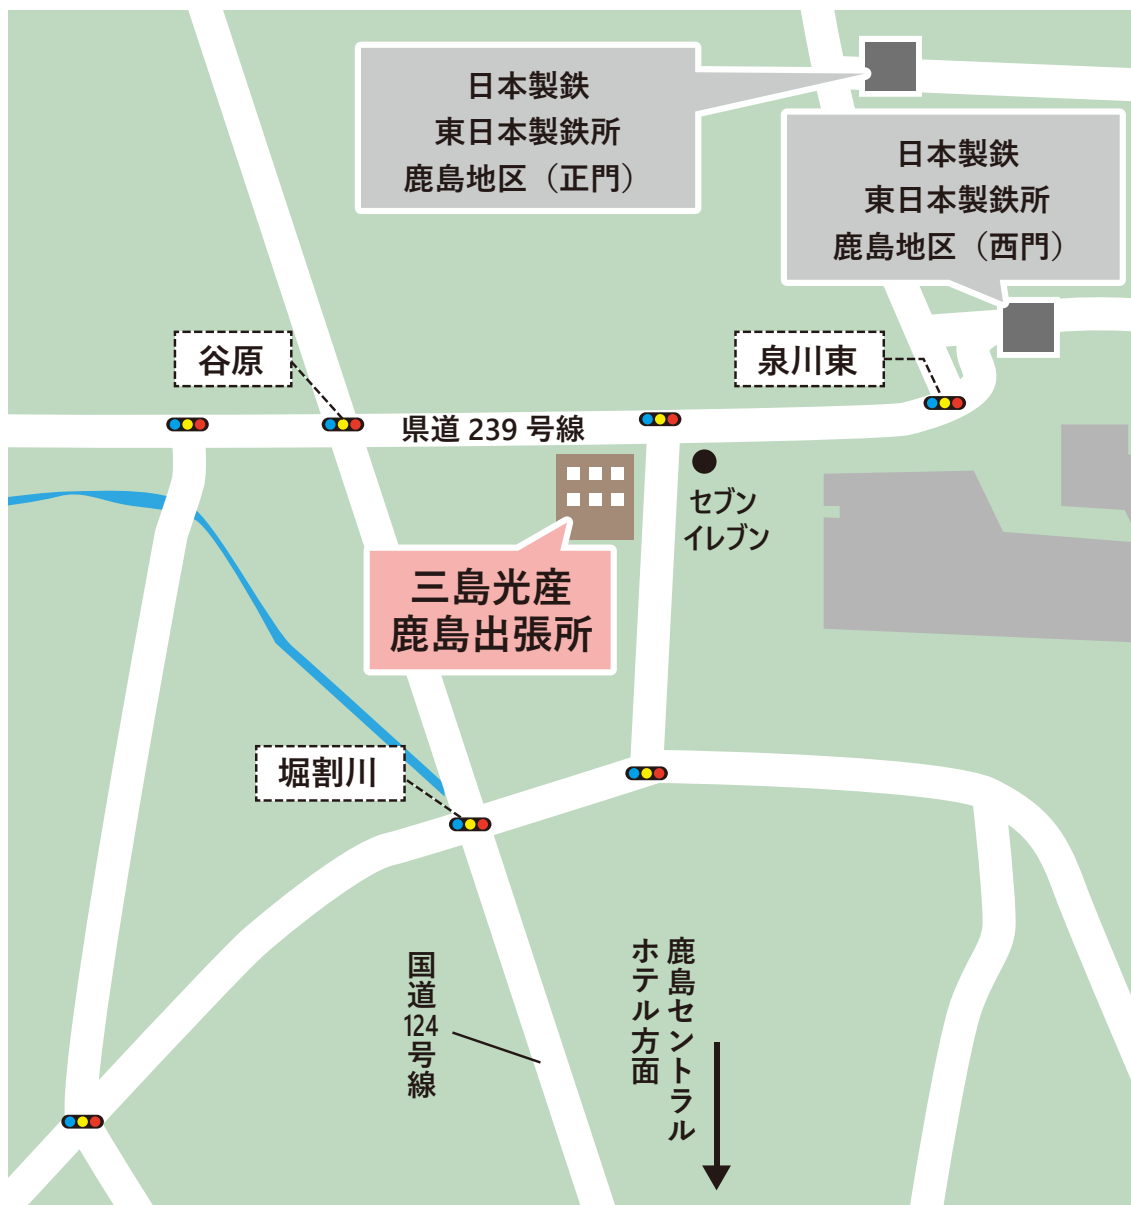 日本製鉄
東日本製鉄所
鹿島地区（正門）
日本製鉄
東日本製鉄所
鹿島地区（西門）
谷原
泉川東
県道 239 号線
セブン
イレブン
三島光産
鹿島出張所
堀割川
国道124号線
鹿島セントラル
ホテル方面